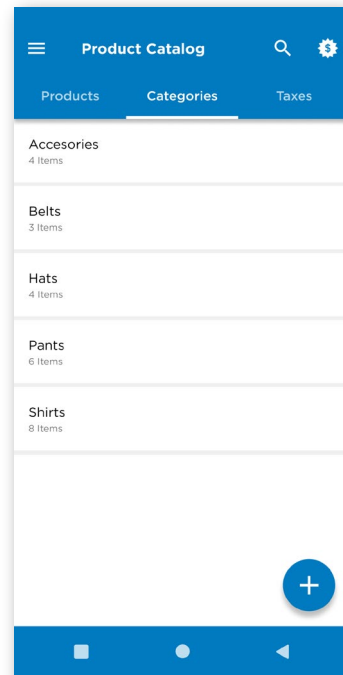 Product Catalog
Products Categories Taxes
Accesories
4 Items
Belts
3 Items
Hats
4 Items
Pants
6 Items
Shirts
8 Items